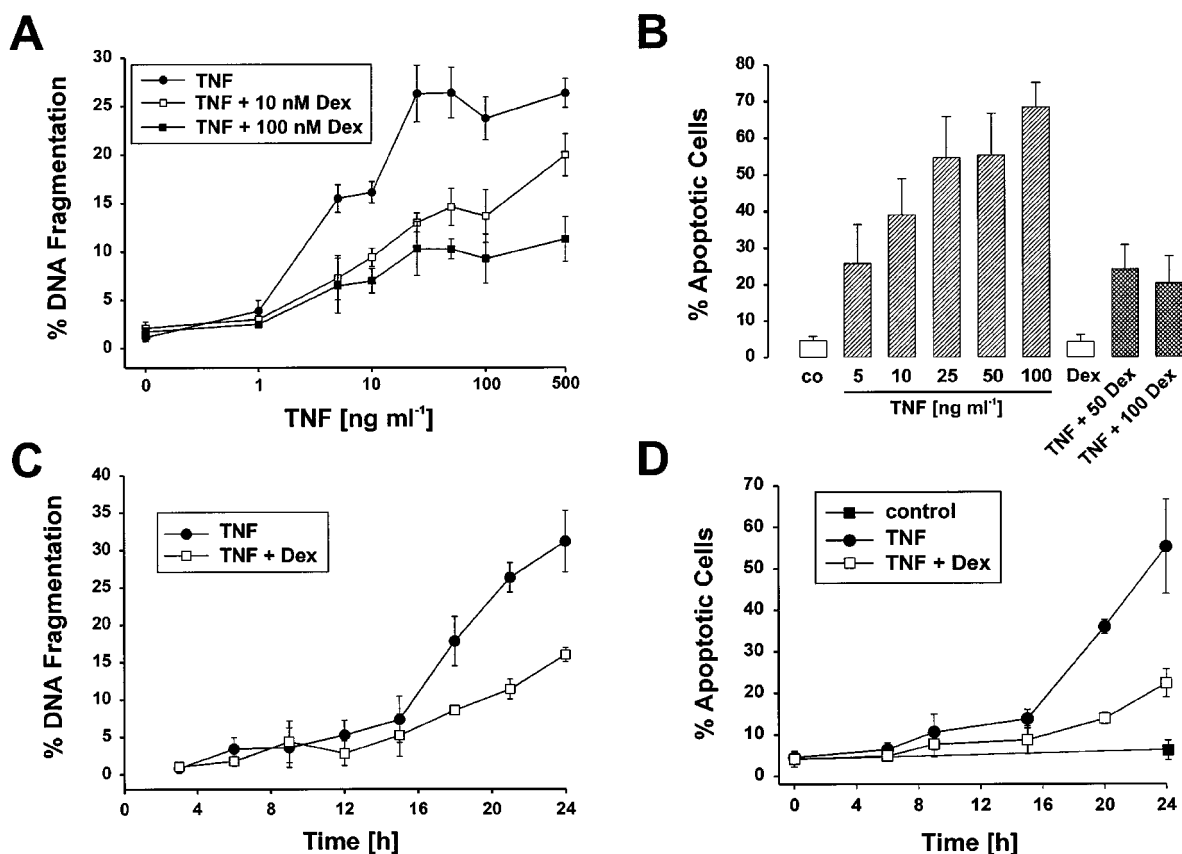 A
% DNA Fragmentation
30
25
20
15
10
5
0
TNF
TNF + 10 nM Dex
TNF + 100 nM Dex
0 1 10 100 500
TNF [ng ml⁻¹]
B
% Apoptotic Cells
80
70
60
50
40
30
20
10
0
co 5 10 25 50 100 Dex TNF + 50 Dex TNF + 100 Dex
TNF [ng ml⁻¹]
C
% DNA Fragmentation
40
35
30
25
20
15
10
5
0
TNF
TNF + Dex
0 4 8 12 16 20 24
Time [h]
D
% Apoptotic Cells
70
60
50
40
30
20
10
0
control
TNF
TNF + Dex
0 4 8 12 16 20 24
Time [h]